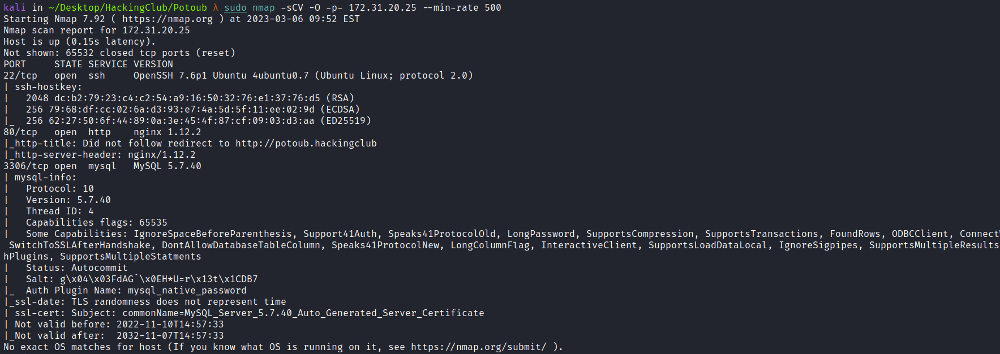 kali in ~/Desktop/HackingClub/Potoub λ sudo nmap -sCV -O -p- 172.31.20.25 --min-rate 500
Starting Nmap 7.92 ( https://nmap.org ) at 2023-03-06 09:52 EST
Nmap scan report for 172.31.20.25
Host is up (0.15s latency).
Not shown: 65532 closed tcp ports (reset)
PORT     STATE SERVICE VERSION
22/tcp   open  ssh     OpenSSH 7.6p1 Ubuntu 4ubuntu0.7 (Ubuntu Linux; protocol 2.0)
| ssh-hostkey:
|   2048 dc:b2:79:23:c4:c2:54:a9:16:50:32:76:e1:37:76:d5 (RSA)
|   256 79:68:df:cc:02:6a:d3:93:e7:4a:5d:5f:11:ee:02:9d (ECDSA)
|_  256 62:27:50:6f:44:89:0a:3e:45:4f:87:cf:09:03:d3:aa (ED25519)
80/tcp   open  http    nginx 1.12.2
|_http-title: Did not follow redirect to http://potoub.hackingclub
|_http-server-header: nginx/1.12.2
3306/tcp open  mysql   MySQL 5.7.40
| mysql-info:
|   Protocol: 10
|   Version: 5.7.40
|   Thread ID: 4
|   Capabilities flags: 65535
|   Some Capabilities: IgnoreSpaceBeforeParenthesis, Support41Auth, Speaks41ProtocolOld, LongPassword, SupportsCompression, SupportsTransactions, FoundRows, ODBCClient, Connect
 SwitchToSSLAfterHandshake, DontAllowDatabaseTableColumn, Speaks41ProtocolNew, LongColumnFlag, InteractiveClient, SupportsLoadDataLocal, IgnoreSigpipes, SupportsMultipleResults
hPlugins, SupportsMultipleStatments
|   Status: Autocommit
|   Salt: g\x04\x03FdAG`\x0EH*U=r\x13t\x1CDB7
|_  Auth Plugin Name: mysql_native_password
|_ssl-date: TLS randomness does not represent time
| ssl-cert: Subject: commonName=MySQL_Server_5.7.40_Auto_Generated_Server_Certificate
| Not valid before: 2022-11-10T14:57:33
|_Not valid after:  2032-11-07T14:57:33
No exact OS matches for host (If you know what OS is running on it, see https://nmap.org/submit/ ).